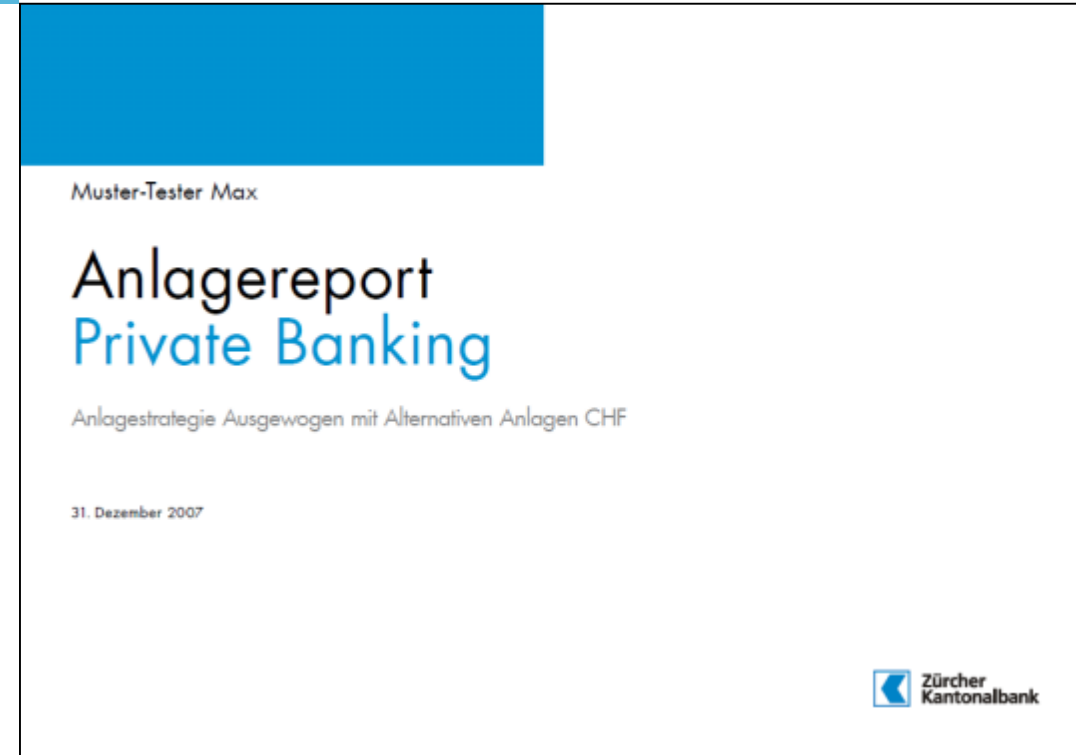 Muster-Tester Max
Anlagereport
Private Banking
Anlagestrategie Ausgewogen mit Alternativen Anlagen CHF
31. Dezember 2007
Zürcher
Kantonalbank